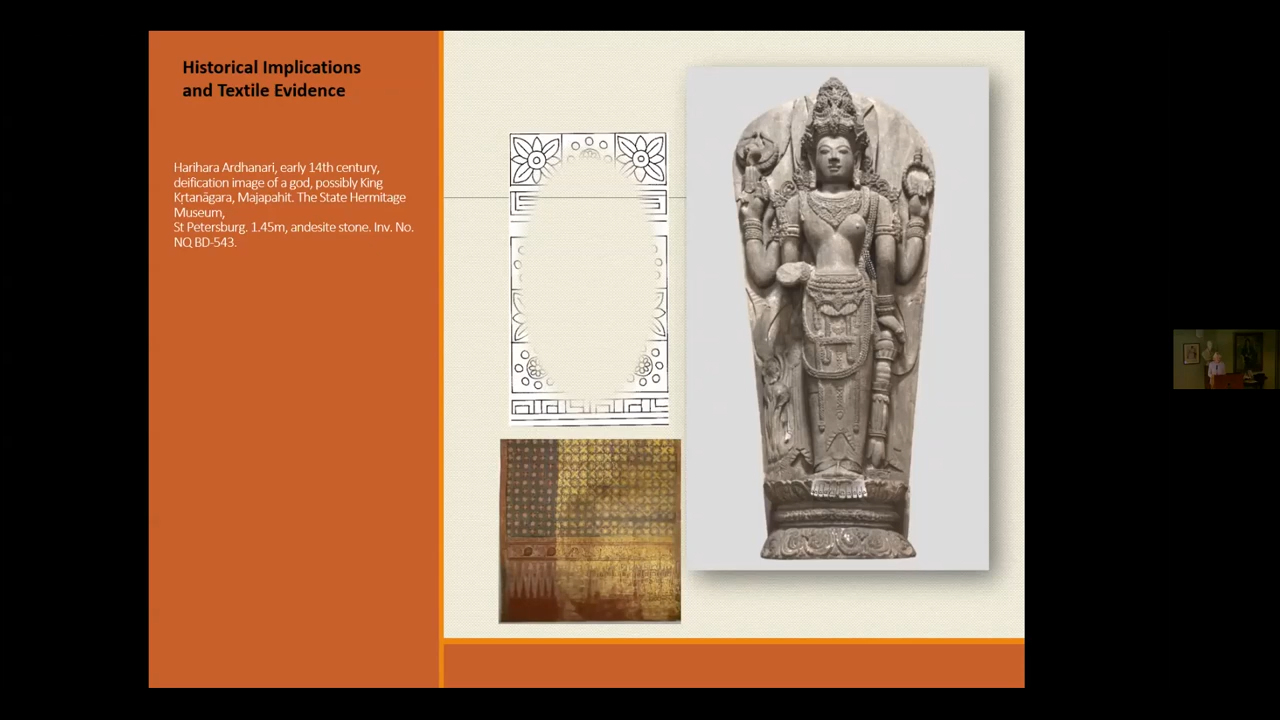 Historical Implications
and Textile Evidence
Harihara Ardhanari, early 14th century,
deification image of a god, possibly King
Kṛtanāgara, Majapahit. The State Hermitage
Museum,
St Petersburg. 1.45m, andesite stone. Inv. No.
NQ BD-543.